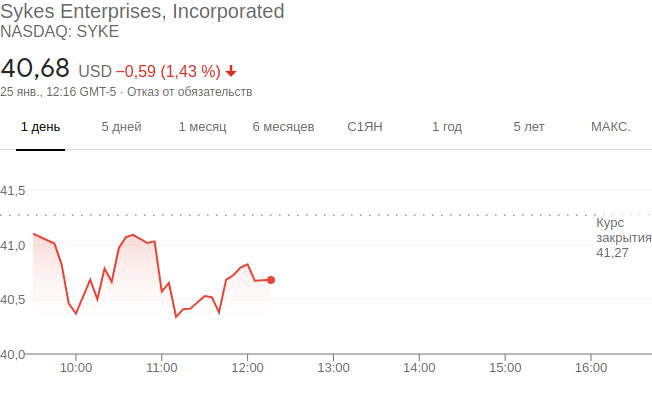 Sykes Enterprises, Incorporated
NASDAQ: SYKE
40,68 USD −0,59 (1,43 %)
25 янв., 12:16 GMT-5 · Отказ от обязательств
1 день 5 дней 1 месяц 6 месяцев С1ЯН 1 год 5 лет МАКС.
41,5
Курс
закрытия
41,27
41,0
40,5
40,0
10:00 11:00 12:00 13:00 14:00 15:00 16:00